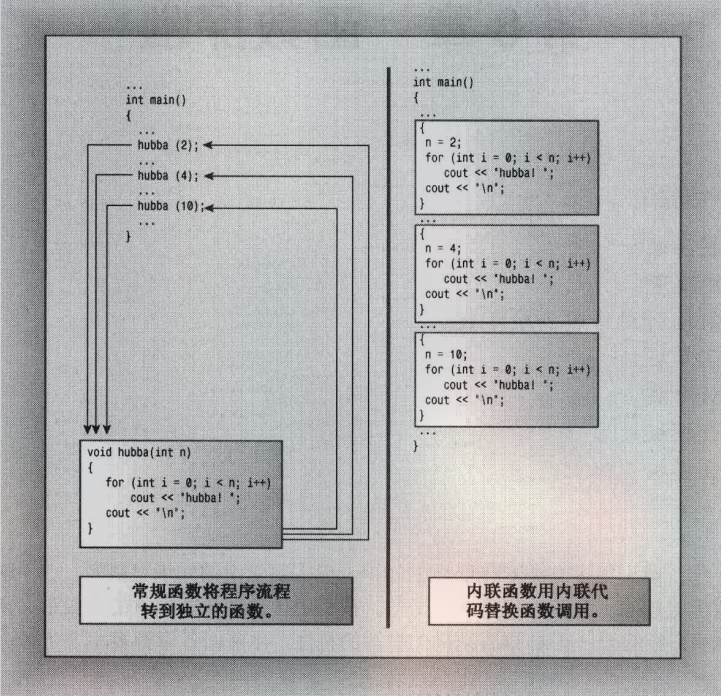 ...
int main()
{
...
hubba (2);
...
hubba (4);
...
hubba (10);
...
}
void hubba(int n)
{
for (int i = 0; i < n; i++)
cout << "hubba! ";
cout << "\n";
}
常规函数将程序流程
转到独立的函数。
...
int main()
{
...
{
n = 2;
for (int i = 0; i < n; i++)
cout << "hubba! ";
cout << "\n";
}
...
{
n = 4;
for (int i = 0; i < n; i++)
cout << "hubba! ";
cout << "\n";
}
...
{
n = 10;
for (int i = 0; i < n; i++)
cout << "hubba! ";
cout << "\n";
}
...
}
内联函数用内联代
码替换函数调用。